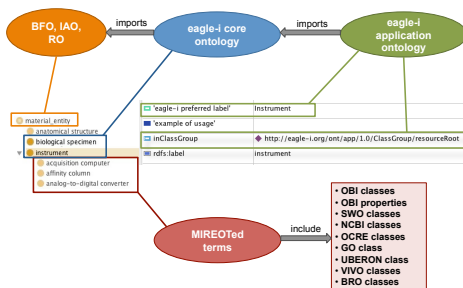 BFO, IAO,
RO
imports
eagle-i core
ontology
imports
eagle-i
application
ontology
material_entity
anatomical structure
biological specimen
instrument
acquisition computer
affinity column
analog-to-digital converter
'eagle-i preferred label' Instrument
'example of usage'
inClassGroup http://eagle-i.org/ont/app/1.0/ClassGroup/resourceRoot
rdfs:label instrument
MIREOTed
terms
include
• OBI classes
• OBI properties
• SWO classes
• NCBI classes
• OCRE classes
• GO class
• UBERON class
• VIVO classes
• BRO classes